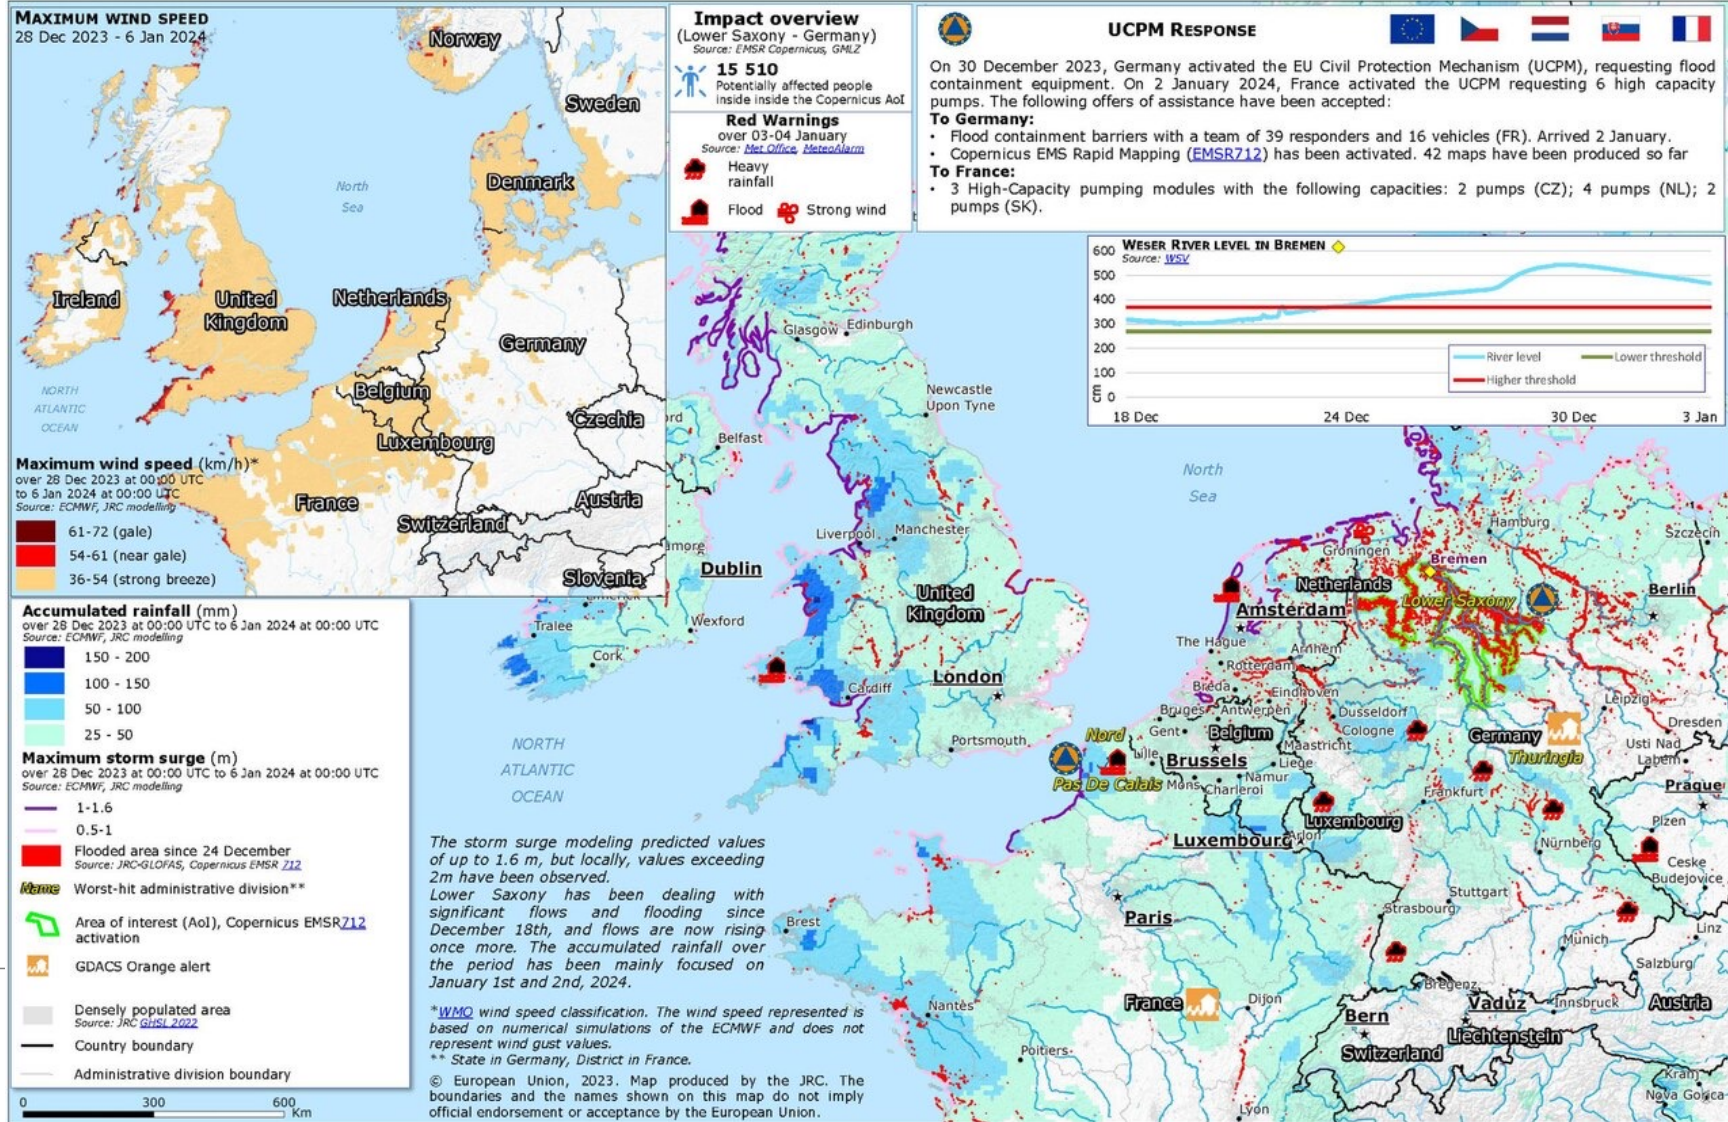 MAXIMUM WIND SPEED
28 Dec 2023 - 6 Jan 2024
Norway
Sweden
North
Sea
Denmark
Ireland
United
Kingdom
Netherlands
Germany
Belgium
NORTH
ATLANTIC
OCEAN
Czechia
Luxembourg
France
Austria
Switzerland
Slovenia
Maximum wind speed (km/h)*
over 28 Dec 2023 at 00:00 UTC
to 6 Jan 2024 at 00:00 UTC
Source: ECMWF, JRC modelling
61-72 (gale)
54-61 (near gale)
36-54 (strong breeze)
Impact overview
(Lower Saxony - Germany)
Source: EMSR Copernicus, GMLZ
15 510
Potentially affected people
inside inside the Copernicus AoI
Red Warnings
over 03-04 January
Source: Met Office, MeteoAlarm
Heavy
rainfall
Flood
Strong wind
UCPM RESPONSE
On 30 December 2023, Germany activated the EU Civil Protection Mechanism (UCPM), requesting flood
containment equipment. On 2 January 2024, France activated the UCPM requesting 6 high capacity
pumps. The following offers of assistance have been accepted:
To Germany:
• Flood containment barriers with a team of 39 responders and 16 vehicles (FR). Arrived 2 January.
• Copernicus EMS Rapid Mapping (EMSR712) has been activated. 42 maps have been produced so far
To France:
• 3 High-Capacity pumping modules with the following capacities: 2 pumps (CZ); 4 pumps (NL); 2
pumps (SK).
WESER RIVER LEVEL IN BREMEN
Source: WSV
600
500
400
300
200
100
0
cm
River level
Lower threshold
Higher threshold
18 Dec
24 Dec
30 Dec
3 Jan
Accumulated rainfall (mm)
over 28 Dec 2023 at 00:00 UTC to 6 Jan 2024 at 00:00 UTC
Source: ECMWF, JRC modelling
150 - 200
100 - 150
50 - 100
25 - 50
Maximum storm surge (m)
over 28 Dec 2023 at 00:00 UTC to 6 Jan 2024 at 00:00 UTC
Source: ECMWF, JRC modelling
1-1.6
0.5-1
Flooded area since 24 December
Source: JRC-GLOFAS, Copernicus EMSR 712
Name
Worst-hit administrative division**
Area of interest (AoI), Copernicus EMSR712
activation
GDACS Orange alert
Densely populated area
Source: JRC GHSL 2022
Country boundary
Administrative division boundary
0
300
600
Km
Glasgow
Edinburgh
Newcastle
Upon Tyne
Belfast
Liverpool
Manchester
Dublin
United
Kingdom
Tralee
Wexford
Cork
London
Cardiff
Portsmouth
North
Sea
NORTH
ATLANTIC
OCEAN
Hamburg
Szczecin
Groningen
Bremen
Netherlands
Lower Saxony
Berlin
Amsterdam
The Hague
Arnhem
Rotterdam
Breda
Eindhoven
Leipzig
Bruges
Antwerpen
Dusseldorf
Dresden
Nord
Gent
Belgium
Cologne
Germany
Usti Nad
Labem
Maastricht
Thuringia
Lille
Brussels
Liege
Pas De Calais
Mons
Namur
Charleroi
Frankfurt
Prague
Luxembourg
Plzen
Luxembourg
Arlon
Nürnberg
Ceske
Budejovice
Stuttgart
Strasbourg
Brest
Paris
Linz
Munich
Salzburg
Bregenz
Nantes
France
Dijon
Vaduz
Innsbruck
Austria
Bern
Liechtenstein
Poitiers
Switzerland
Kranj
Nova Gorica
Lyon
The storm surge modeling predicted values
of up to 1.6 m, but locally, values exceeding
2m have been observed.
Lower Saxony has been dealing with
significant flows and flooding since
December 18th, and flows are now rising
once more. The accumulated rainfall over
the period has been mainly focused on
January 1st and 2nd, 2024.
*WMO wind speed classification. The wind speed represented is
based on numerical simulations of the ECMWF and does not
represent wind gust values.
** State in Germany, District in France.
© European Union, 2023. Map produced by the JRC. The
boundaries and the names shown on this map do not imply
official endorsement or acceptance by the European Union.